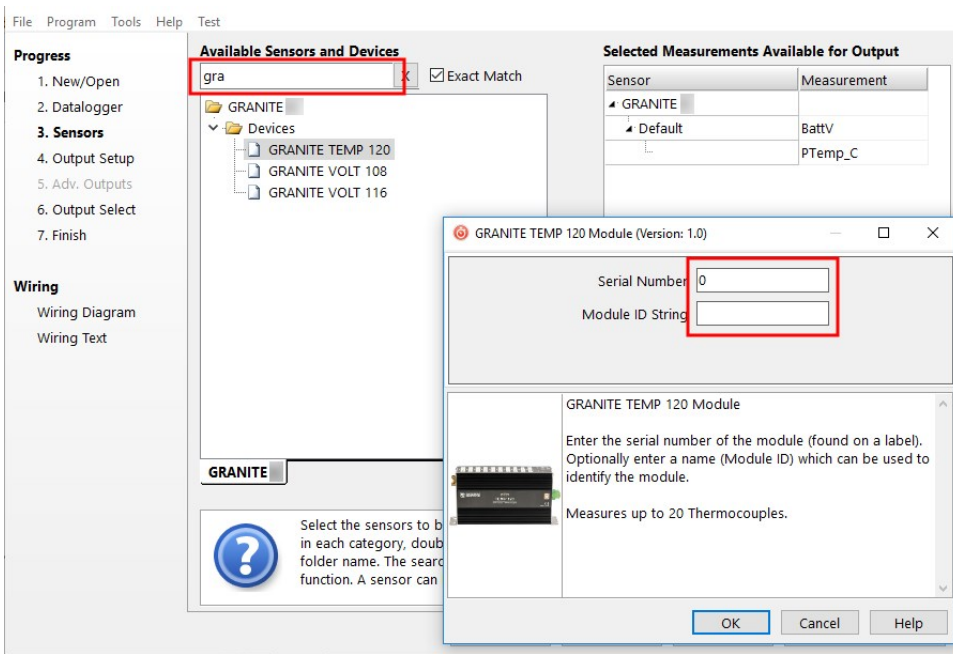 File Program Tools Help Test
Progress
1. New/Open
2. Datalogger
3. Sensors
4. Output Setup
5. Adv. Outputs
6. Output Select
7. Finish
Wiring
Wiring Diagram
Wiring Text
Available Sensors and Devices
gra
X
Exact Match
GRANITE
Devices
GRANITE TEMP 120
GRANITE VOLT 108
GRANITE VOLT 116
GRANITE
Select the sensors to b
in each category, doub
folder name. The searc
function. A sensor can
Selected Measurements Available for Output
Sensor Measurement
GRANITE
Default BattV
PTemp_C
GRANITE TEMP 120 Module (Version: 1.0)
Serial Number 0
Module ID String
GRANITE TEMP 120 Module
Enter the serial number of the module (found on a label).
Optionally enter a name (Module ID) which can be used to
identify the module.
Measures up to 20 Thermocouples.
OK Cancel Help